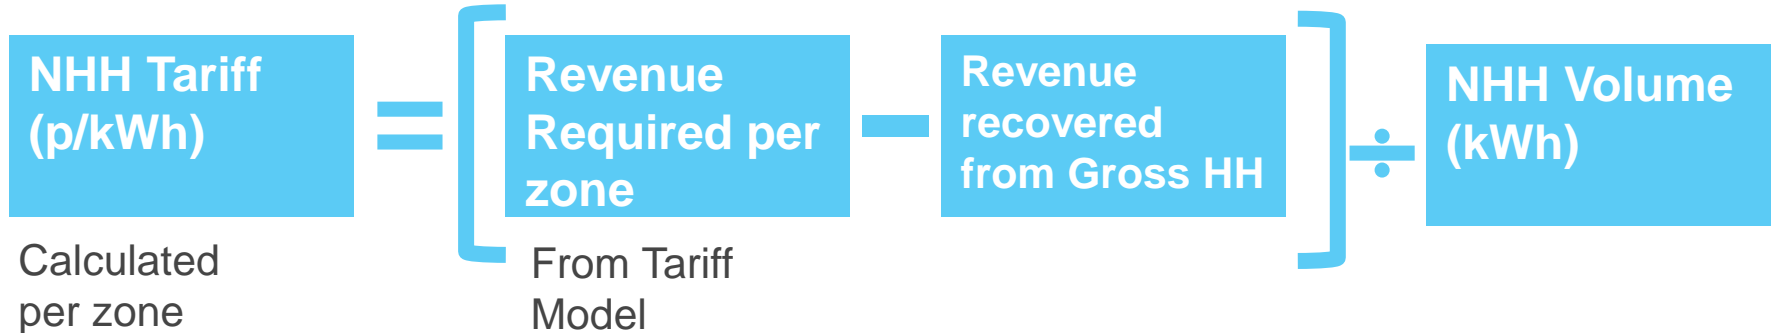 NHH Tariff
(p/kWh)
=
Revenue
Required per
zone
−
Revenue
recovered
from Gross HH
÷
NHH Volume
(kWh)
Calculated
per zone
From Tariff
Model